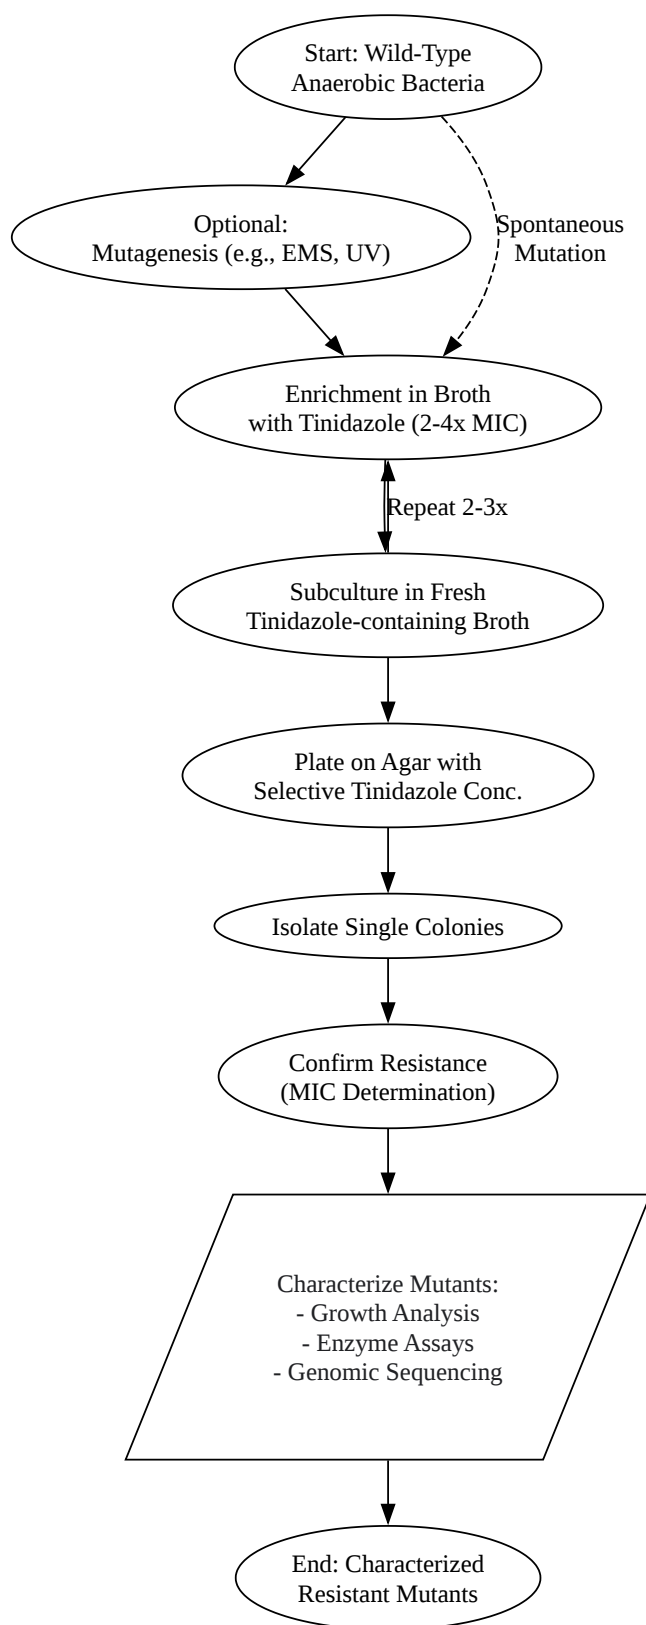 Start: Wild-Type
Anaerobic Bacteria
Optional:
Mutagenesis (e.g., EMS, UV)
Spontaneous
Mutation
Enrichment in Broth
with Tinidazole (2-4x MIC)
Repeat 2-3x
Subculture in Fresh
Tinidazole-containing Broth
Plate on Agar with
Selective Tinidazole Conc.
Isolate Single Colonies
Confirm Resistance
(MIC Determination)
Characterize Mutants:
- Growth Analysis
- Enzyme Assays
- Genomic Sequencing
End: Characterized
Resistant Mutants